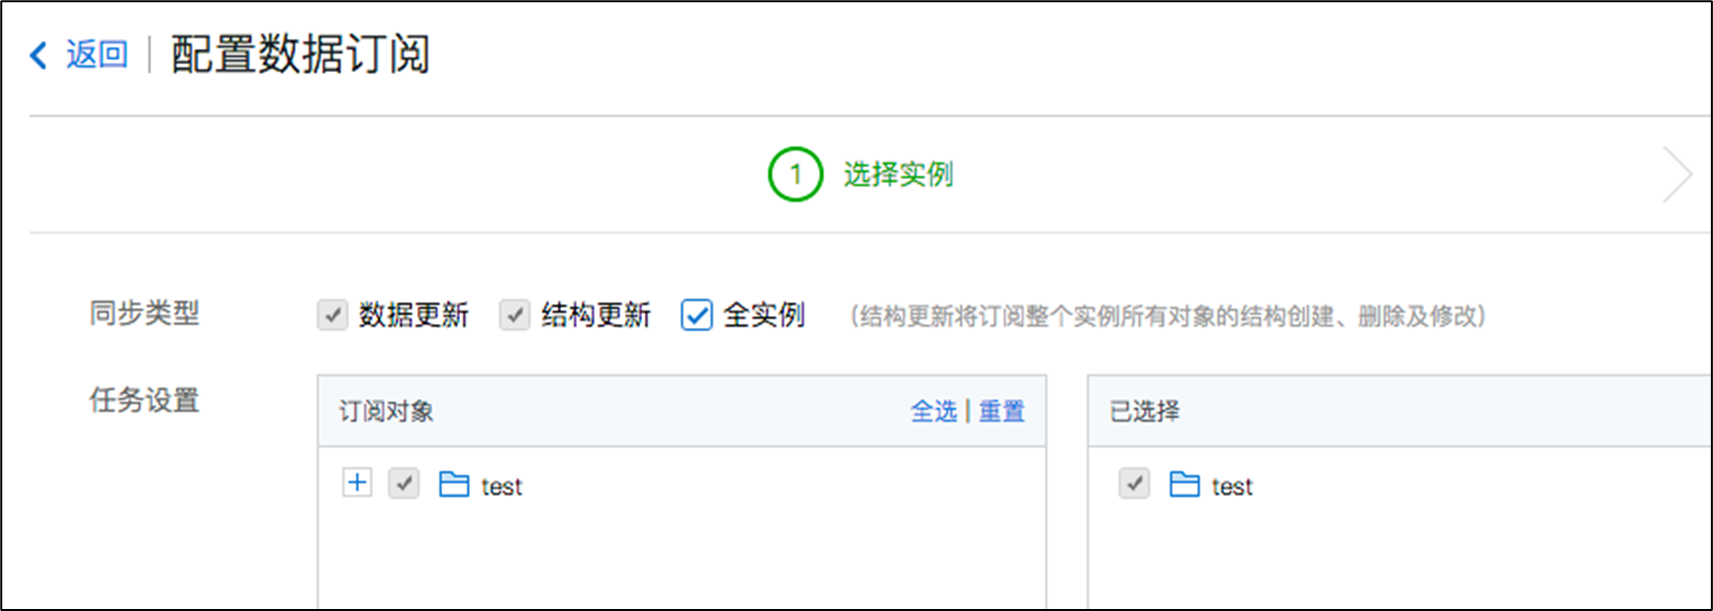 返回 | 配置数据订阅
1 选择实例
同步类型 数据更新 结构更新 全实例 (结构更新将订阅整个实例所有对象的结构创建、删除及修改)
任务设置 订阅对象 全选 | 重置 已选择
test test